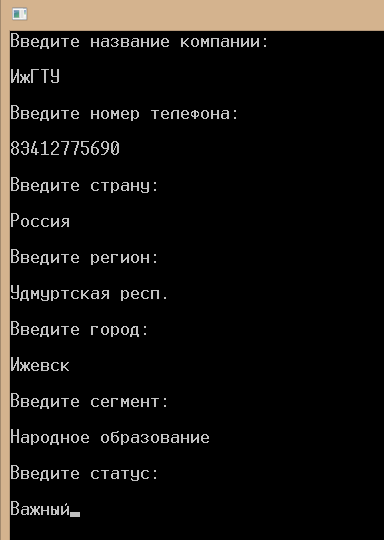 Введите название компании:
ИжГТУ
Введите номер телефона:
83412775690
Введите страну:
Россия
Введите регион:
Удмуртская респ.
Введите город:
Ижевск
Введите сегмент:
Народное образование
Введите статус:
Важный